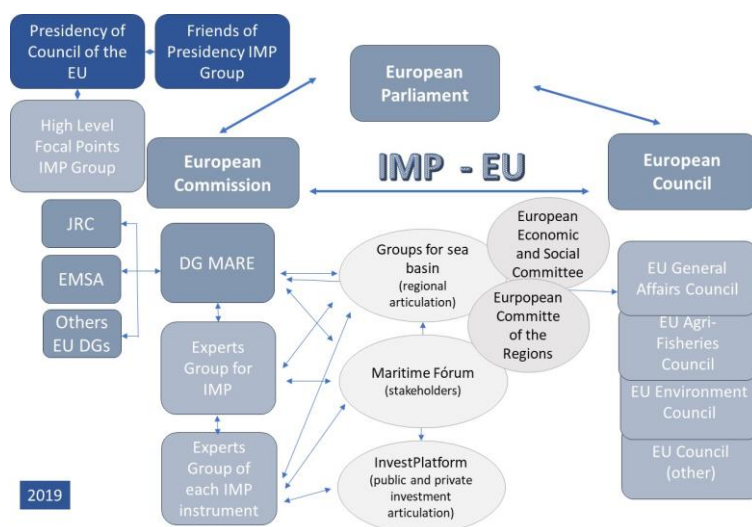 Presidency of
Council of the
EU
Friends of
Presidency IMP
Group
High Level
Focal Points
IMP Group
European
Parliament
European
Commission
IMP - EU
European
Council
JRC
EMSA
Others
EU DGs
DG MARE
Experts
Group for
IMP
Experts
Group of
each IMP
instrument
Groups for sea
basin
(regional
articulation)
European
Economic
and Social
Committee
Eurpopean
Committe
of the
Regions
Maritime Fórum
(stakeholders)
InvestPlatform
(public and private
investment
articulation)
EU General
Affairs Council
EU Agri-
Fisheries
Council
EU Environment
Council
EU Council
(other)
2019